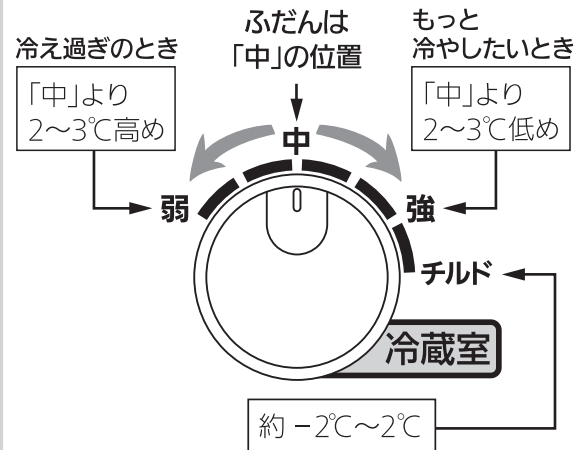 冷え過ぎのとき
「中」より
2〜3℃高め
ふだんは
「中」の位置
もっと
冷やしたいとき
「中」より
2〜3℃低め
中
弱
強
チルド
冷蔵室
約－2℃〜2℃